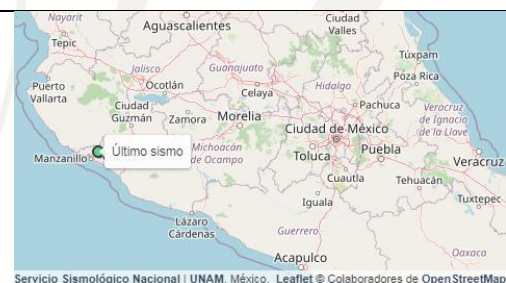 Nayarit
Tepic
Aguascalientes
Ciudad
Valles
Túxpam
Jalisco
Guanajuato
Poza Rica
Puerto
Vallarta
Ocotlán
Celaya
Hidalgo
Ciudad
Guzmán
Zamora
Morelia
Pachuca
Veracruz
de Ignacio
de la Llave
Ciudad de México
Manzanillo
Último sismo
Michoacán
de Ocampo
Toluca
Puebla
Veracruz
Cuautla
Tehuacán
Iguala
Tuxtepec
Lázaro
Cárdenas
Guerrero
Acapulco
Oaxaca
Servicio Sismológico Nacional | UNAM, México, Leaflet © Colaboradores de OpenStreetMap